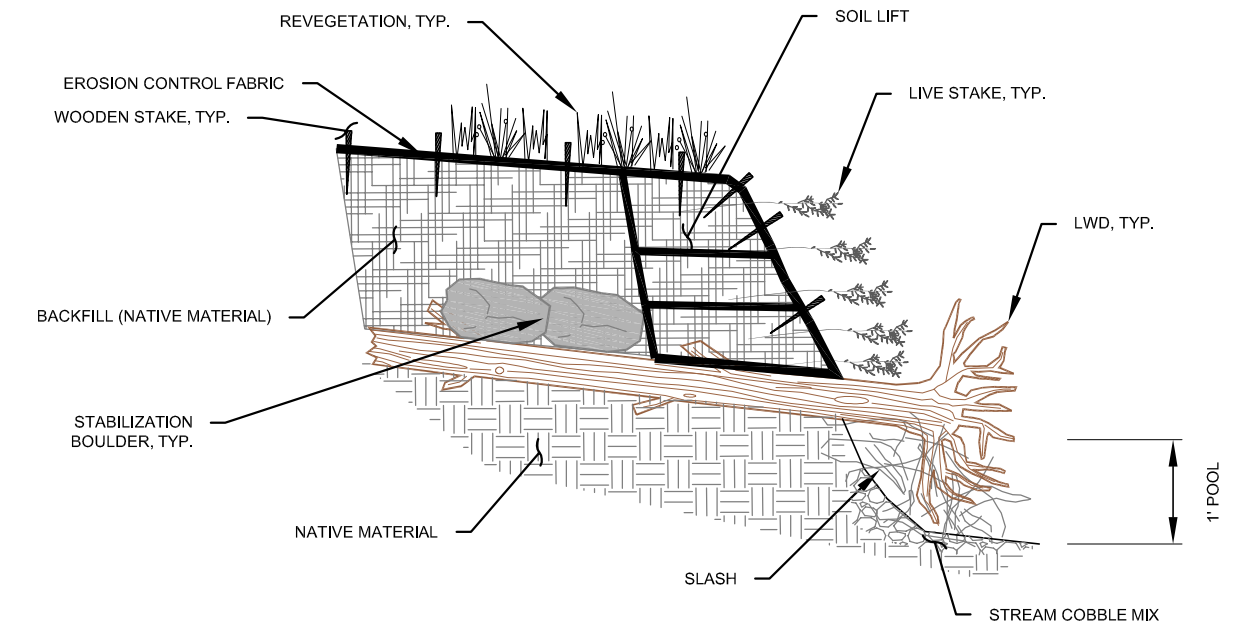 SOIL LIFT
REVEGETATION, TYP.
EROSION CONTROL FABRIC
LIVE STAKE, TYP.
WOODEN STAKE, TYP.
LWD, TYP.
BACKFILL (NATIVE MATERIAL)
STABILIZATION
BOULDER, TYP.
1' POOL
NATIVE MATERIAL
SLASH
STREAM COBBLE MIX